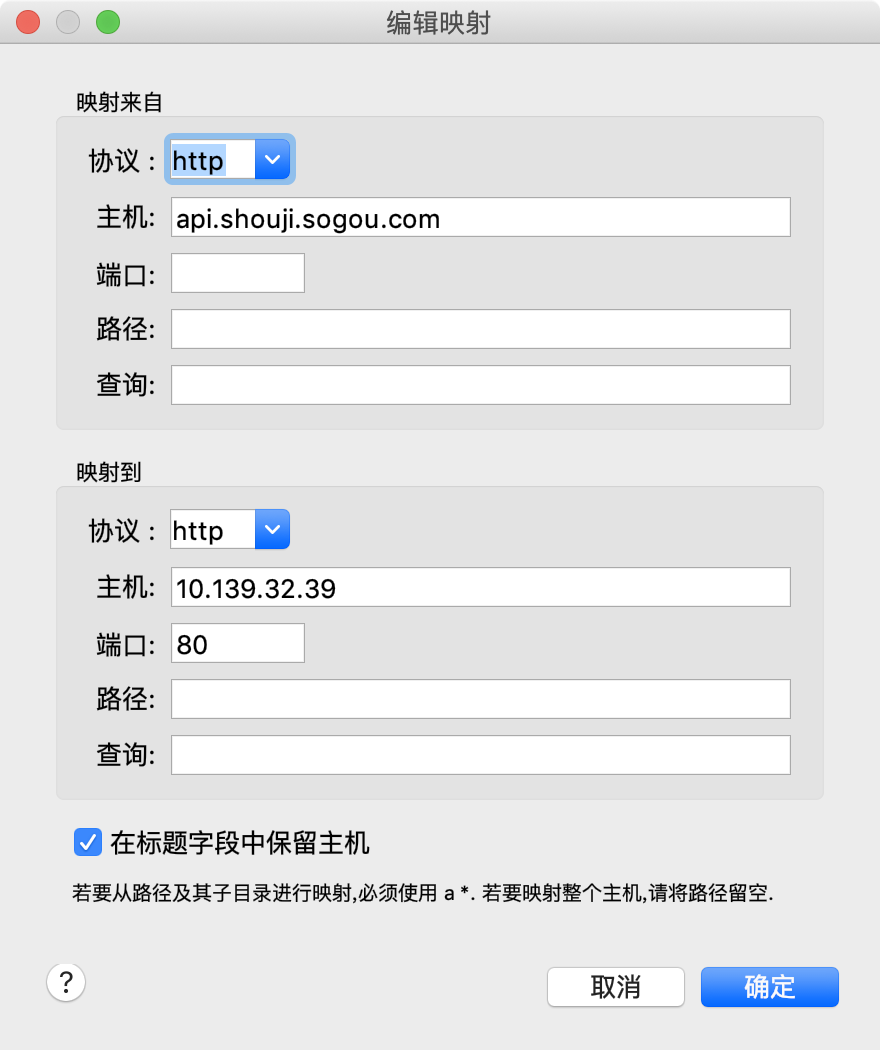 编辑映射
映射来自
协议 : http
主机: api.shouji.sogou.com
端口:
路径:
查询:
映射到
协议 : http
主机: 10.139.32.39
端口: 80
路径:
查询:
在标题字段中保留主机
若要从路径及其子目录进行映射,必须使用 a *. 若要映射整个主机,请将路径留空.
?
取消
确定